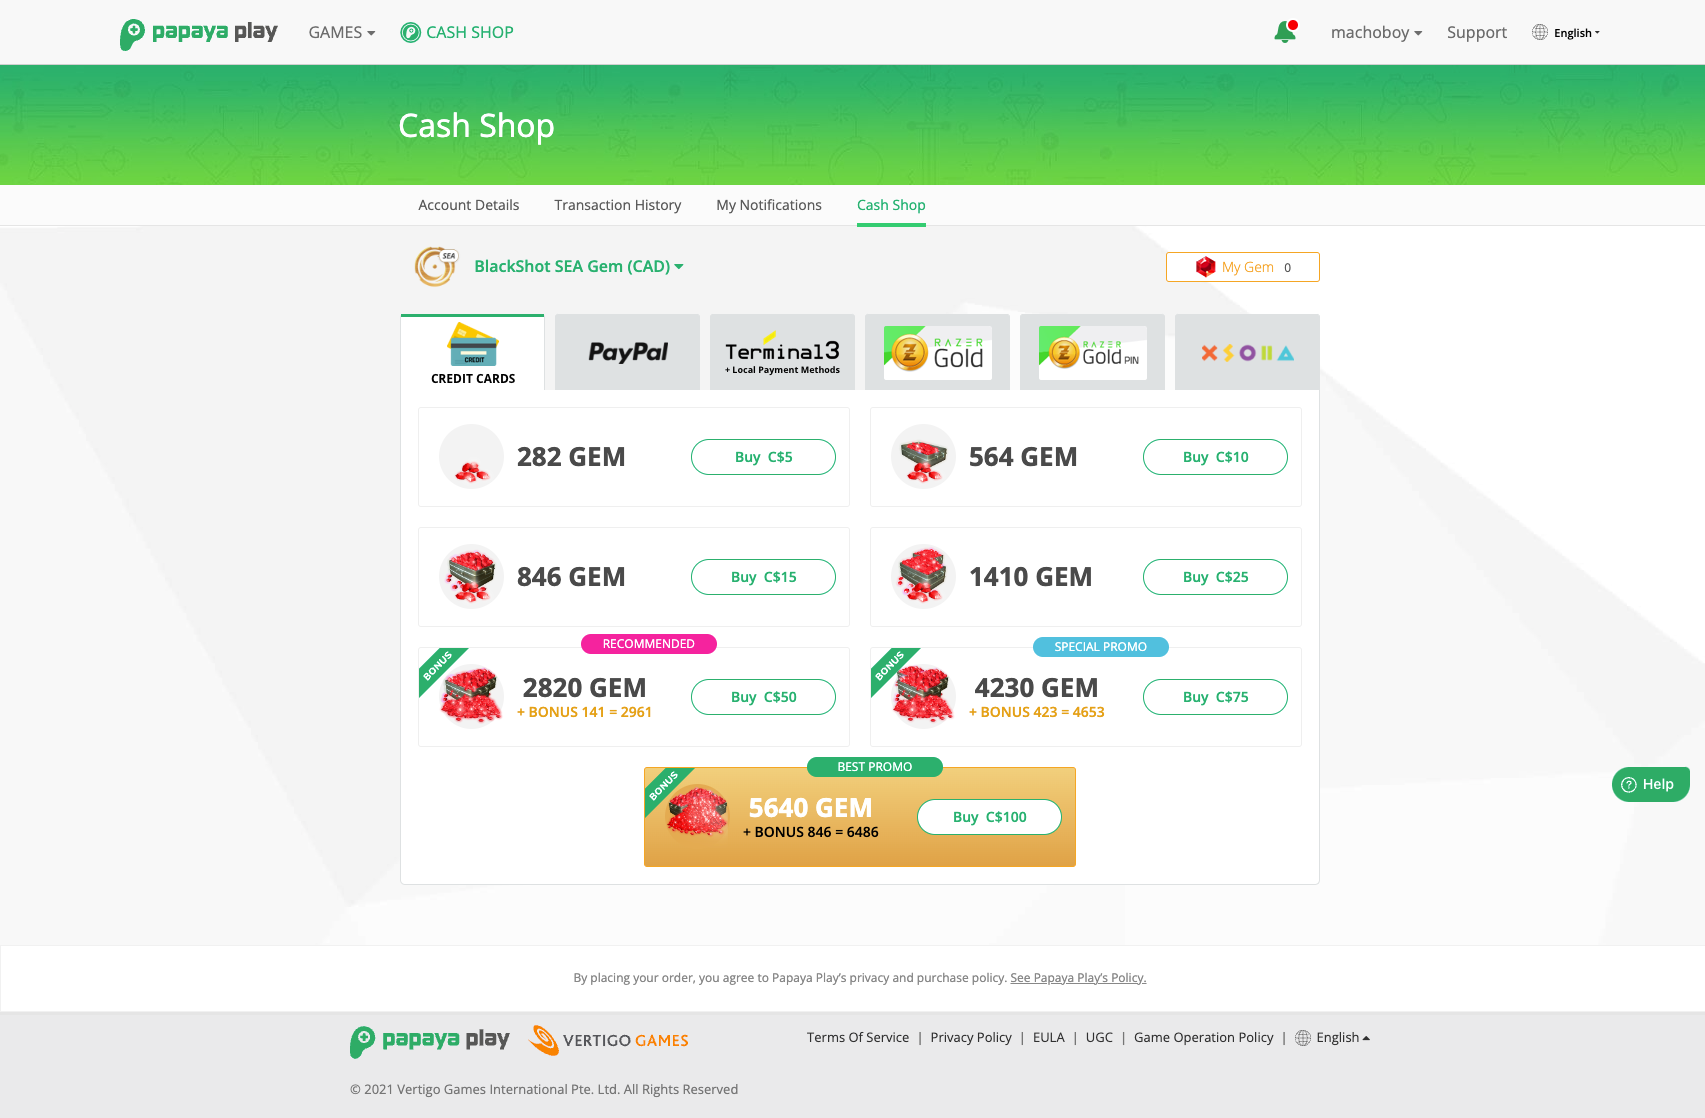 papaya play GAMES CASH SHOP machoboy Support English
Cash Shop
Account Details Transaction History My Notifications Cash Shop
SEA BlackShot SEA Gem (CAD) My Gem 0
CREDIT
CREDIT CARDS
PayPal
Terminal3
+ Local Payment Methods
RAZER
Gold
RAZER
Gold PIN
XSOLLA
282 GEM Buy C$5
564 GEM Buy C$10
846 GEM Buy C$15
1410 GEM Buy C$25
RECOMMENDED
BONUS
2820 GEM Buy C$50
+ BONUS 141 = 2961
SPECIAL PROMO
BONUS
4230 GEM Buy C$75
+ BONUS 423 = 4653
BEST PROMO
BONUS
5640 GEM Buy C$100
+ BONUS 846 = 6486
Help
By placing your order, you agree to Papaya Play's privacy and purchase policy. See Papaya Play's Policy.
papaya play VERTIGO GAMES Terms Of Service | Privacy Policy | EULA | UGC | Game Operation Policy | English
© 2021 Vertigo Games International Pte. Ltd. All Rights Reserved